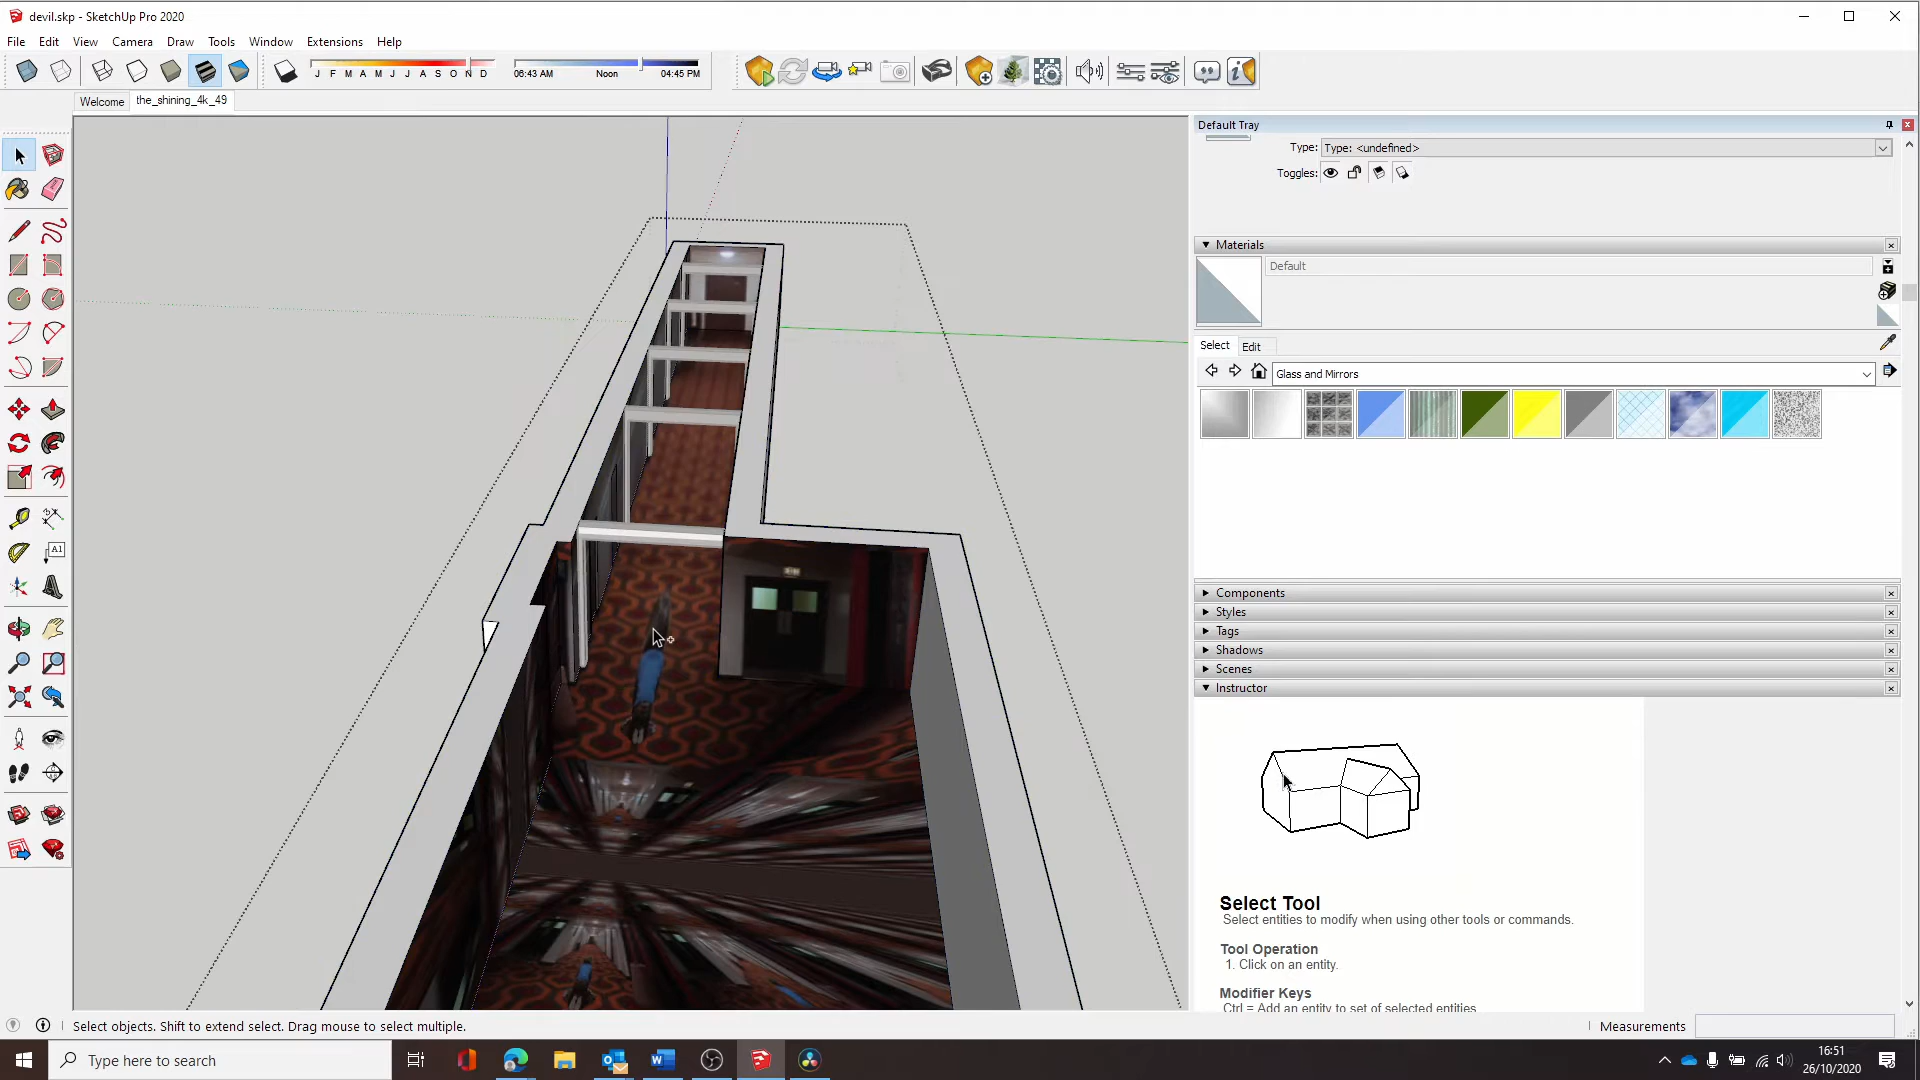 devil.skp - SketchUp Pro 2020
File Edit View Camera Draw Tools Window Extensions Help
J F M A M J J A S O N D
06:43 AM Noon 04:45 PM
Welcome the_shining_4k_49
Default Tray
Type: Type: <undefined>
Toggles:
Materials
Default
Select Edit
Glass and Mirrors
A1
Components
Styles
Tags
Shadows
Scenes
Instructor
Select Tool
Select entities to modify when using other tools or commands.
Tool Operation
1. Click on an entity.
Modifier Keys
Ctrl = Add an entity to set of selected entities
Select objects. Shift to extend select. Drag mouse to select multiple.
Measurements
Type here to search
16:51
26/10/2020